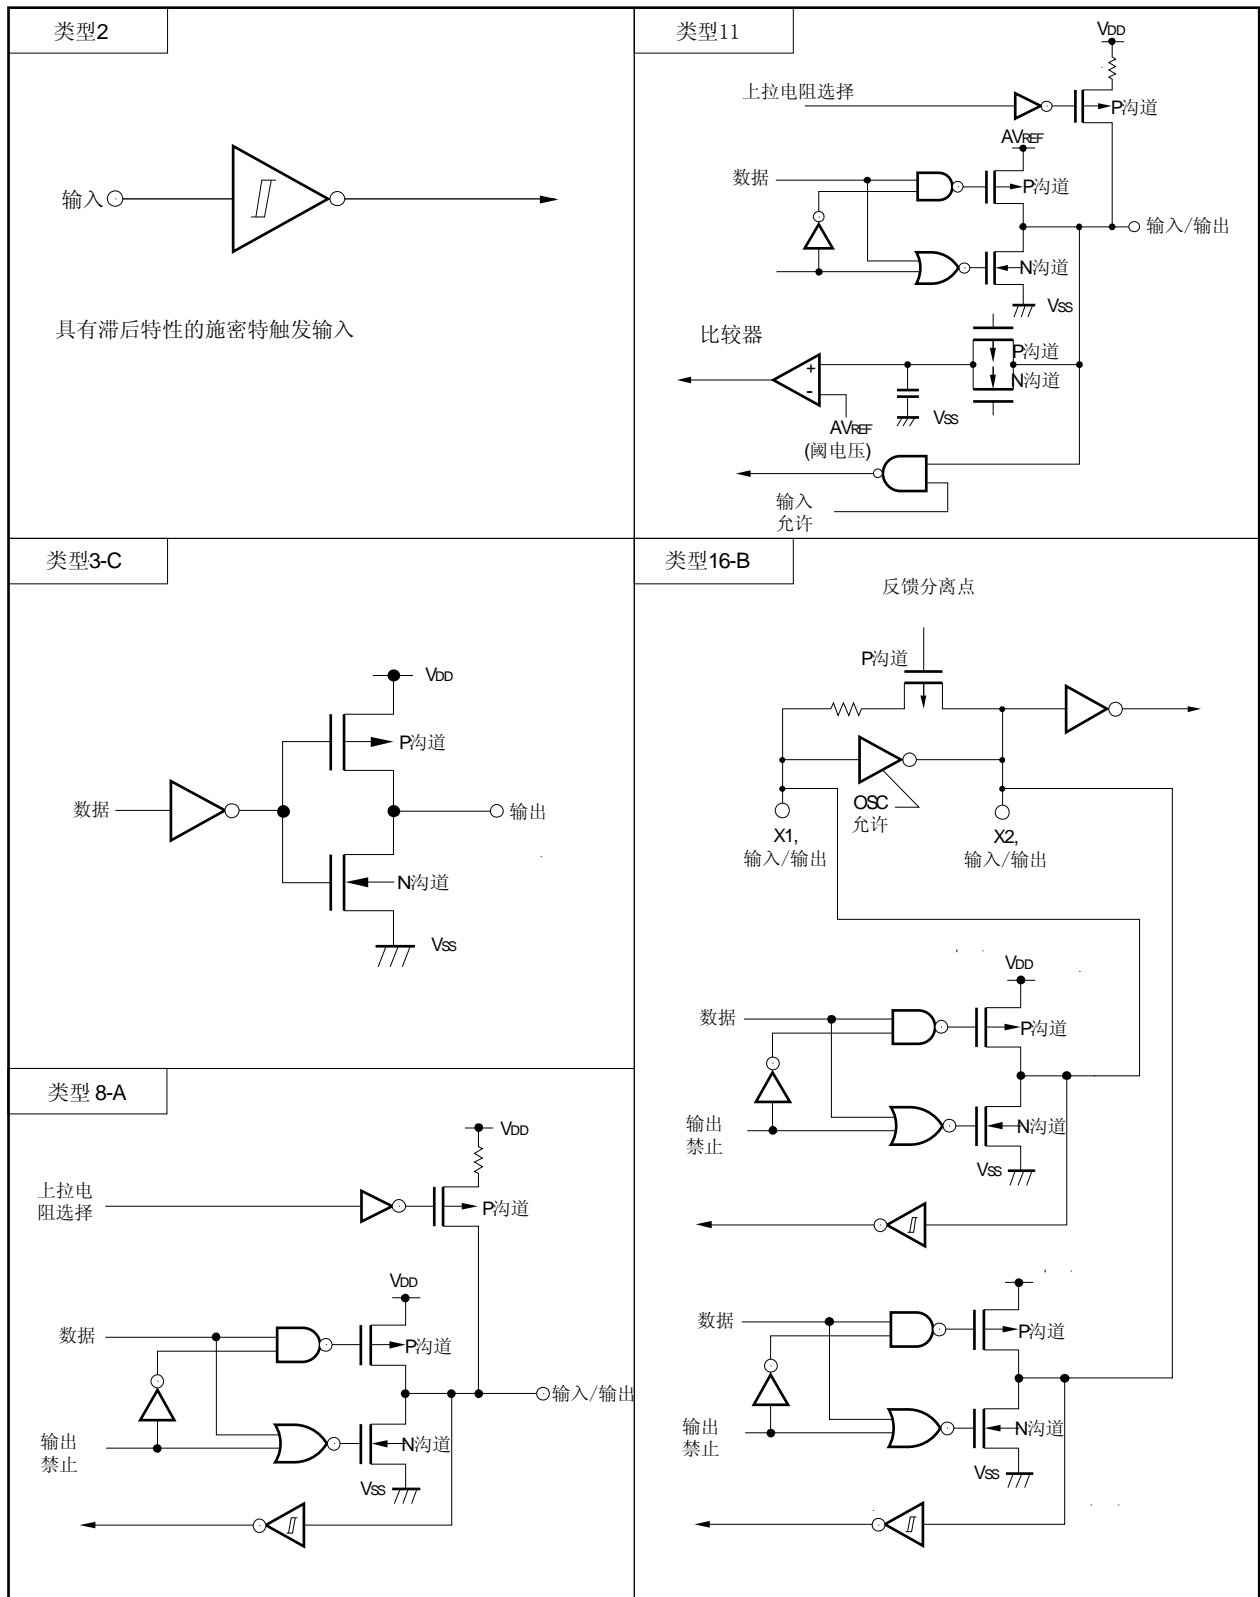 类型2
输入
具有滞后特性的施密特触发输入
类型11
VDD
上拉电阻选择
P沟道
AVREF
数据
P沟道
输入/输出
N沟道
VSS
比较器
P沟道
N沟道
+
-
VSS
AVREF
(阈电压)
输入
允许
类型3-C
VDD
P沟道
数据
输出
N沟道
VSS
类型 8-A
VDD
上拉电
阻选择
P沟道
VDD
数据
P沟道
输入/输出
输出
禁止
N沟道
VSS
类型16-B
反馈分离点
P沟道
OSC
允许
X1,
输入/输出
X2,
输入/输出
VDD
数据
P沟道
输出
禁止
N沟道
VSS
数据
P沟道
输出
禁止
N沟道
VSS